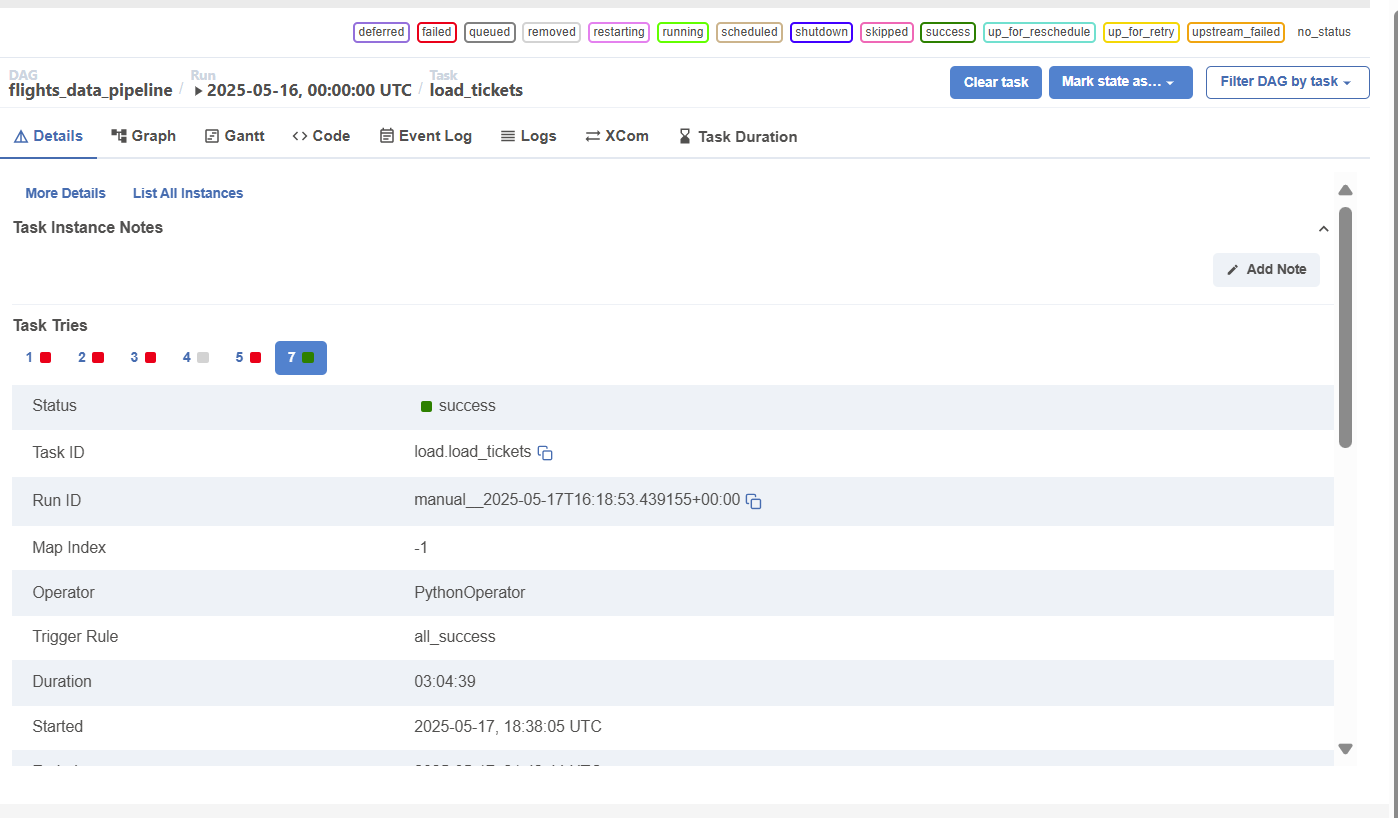 deferred failed queued removed restarting running scheduled shutdown skipped success up_for_reschedule up_for_retry upstream_failed no_status
DAG Run Task
flights_data_pipeline / 2025-05-16, 00:00:00 UTC / load_tickets
Clear task Mark state as... Filter DAG by task
Details Graph Gantt Code Event Log Logs XCom Task Duration
More Details List All Instances
Task Instance Notes
Add Note
Task Tries
1 2 3 4 5 7
Status success
Task ID load.load_tickets
Run ID manual__2025-05-17T16:18:53.439155+00:00
Map Index -1
Operator PythonOperator
Trigger Rule all_success
Duration 03:04:39
Started 2025-05-17, 18:38:05 UTC